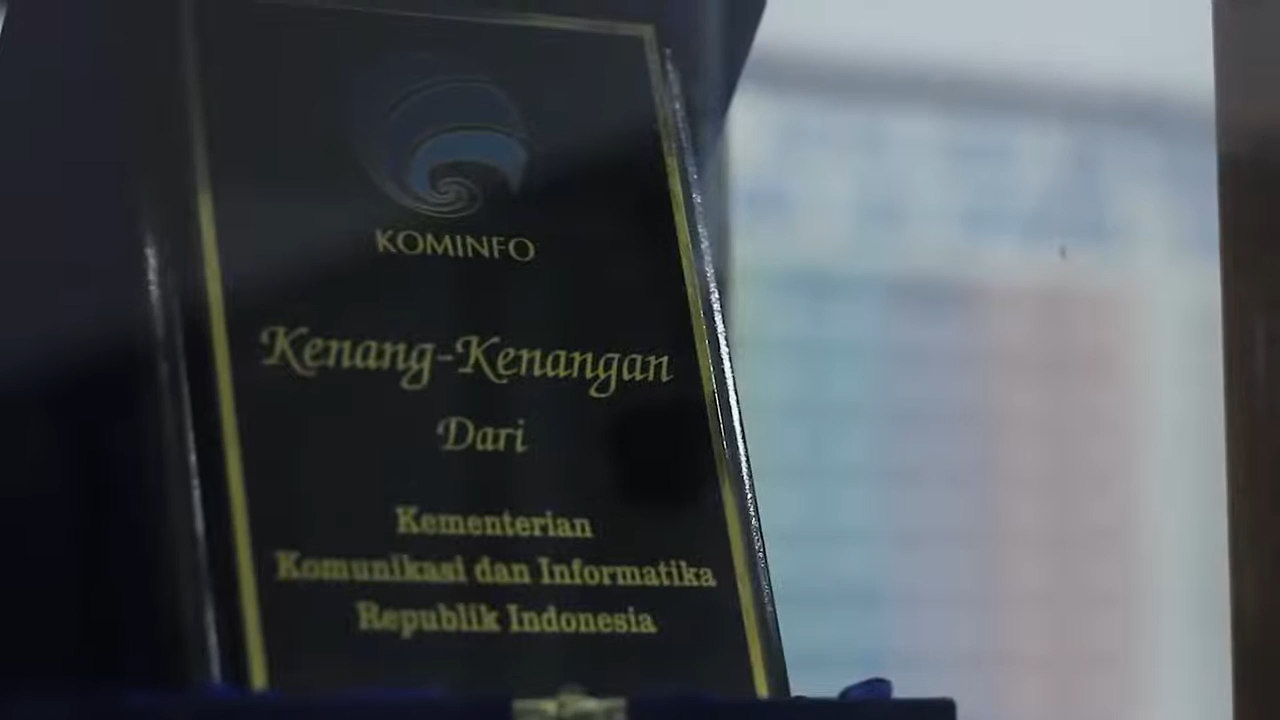 KOMINFO
Kenang-Kenangan
Dari
Kementerian
Komunikasi dan Informatika
Republik Indonesia